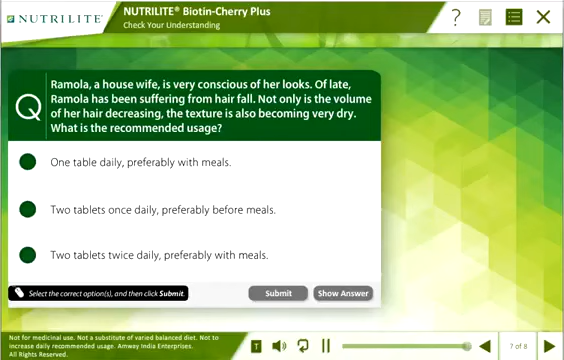 NUTRILITE®
NUTRILITE® Biotin-Cherry Plus
Check Your Understanding
?
Q
Ramola, a house wife, is very conscious of her looks. Of late,
Ramola has been suffering from hair fall. Not only is the volume
of her hair decreasing, the texture is also becoming very dry.
What is the recommended usage?
One table daily, preferably with meals.
Two tablets once daily, preferably before meals.
Two tablets twice daily, preferably with meals.
Select the correct option(s), and then click Submit.
Submit
Show Answer
Not for medicinal use. Not a substitute of varied balanced diet. Not to
increase daily recommended usage. Amway India Enterprises.
All Rights Reserved.
T
7 of 8